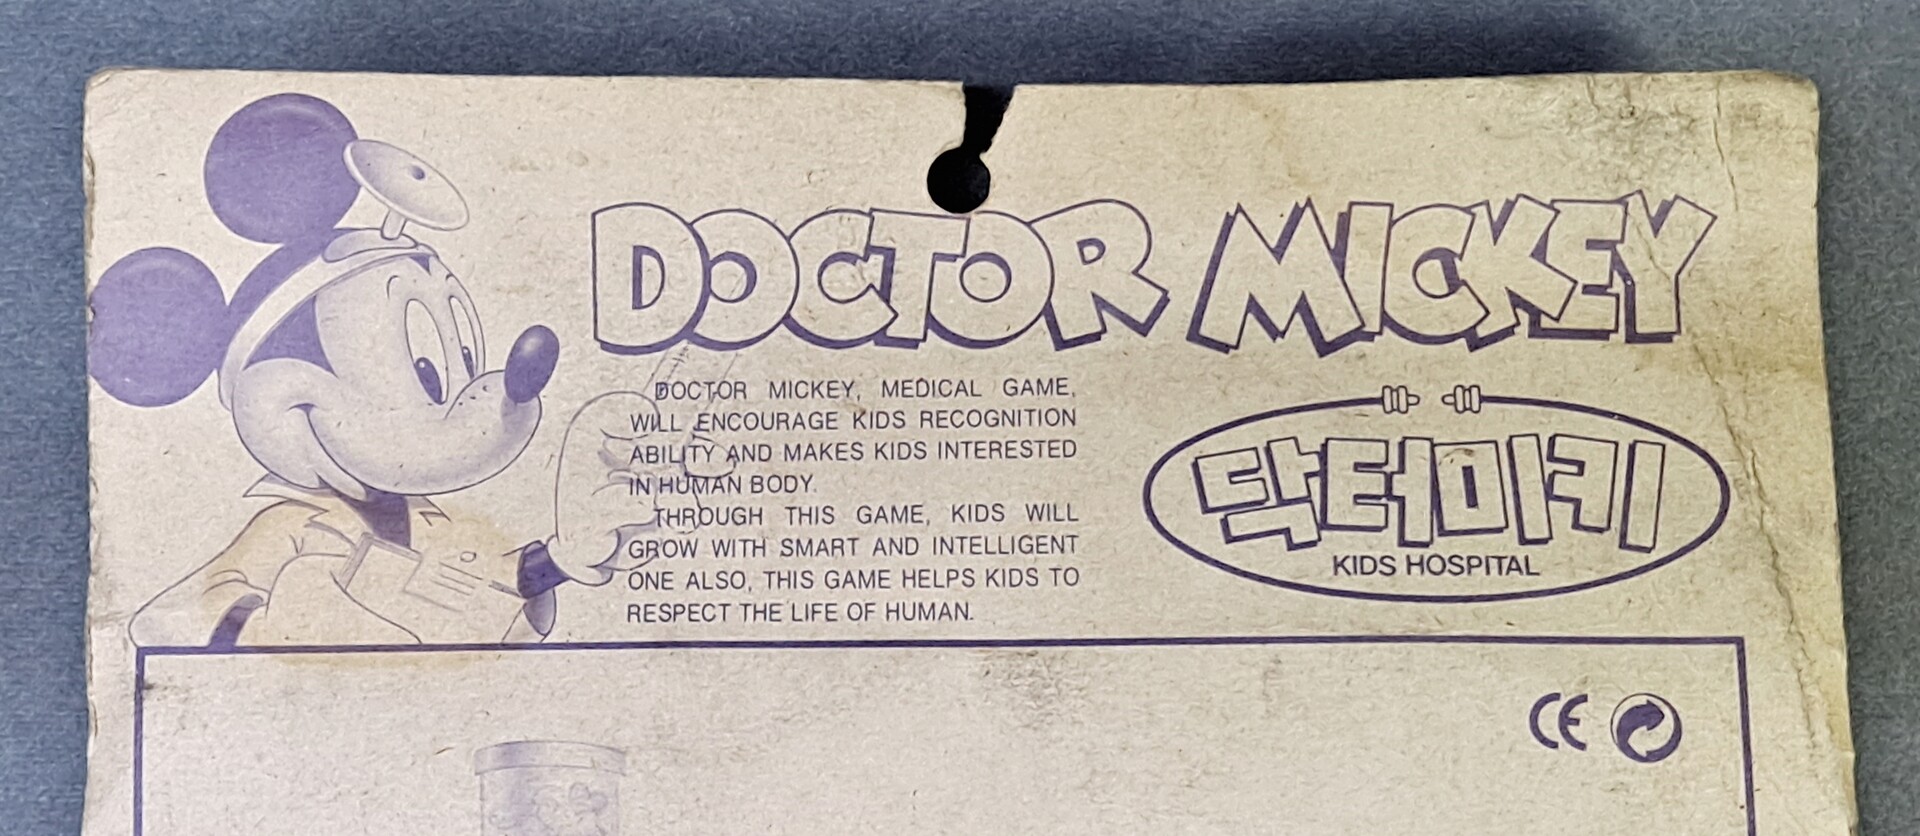 DOCTOR MICKEY
DOCTOR MICKEY, MEDICAL GAME,
WILL ENCOURAGE KIDS RECOGNITION
ABILITY AND MAKES KIDS INTERESTED
IN HUMAN BODY.
THROUGH THIS GAME, KIDS WILL
GROW WITH SMART AND INTELLIGENT
ONE ALSO, THIS GAME HELPS KIDS TO
RESPECT THE LIFE OF HUMAN.
닥터미키
KIDS HOSPITAL
CE